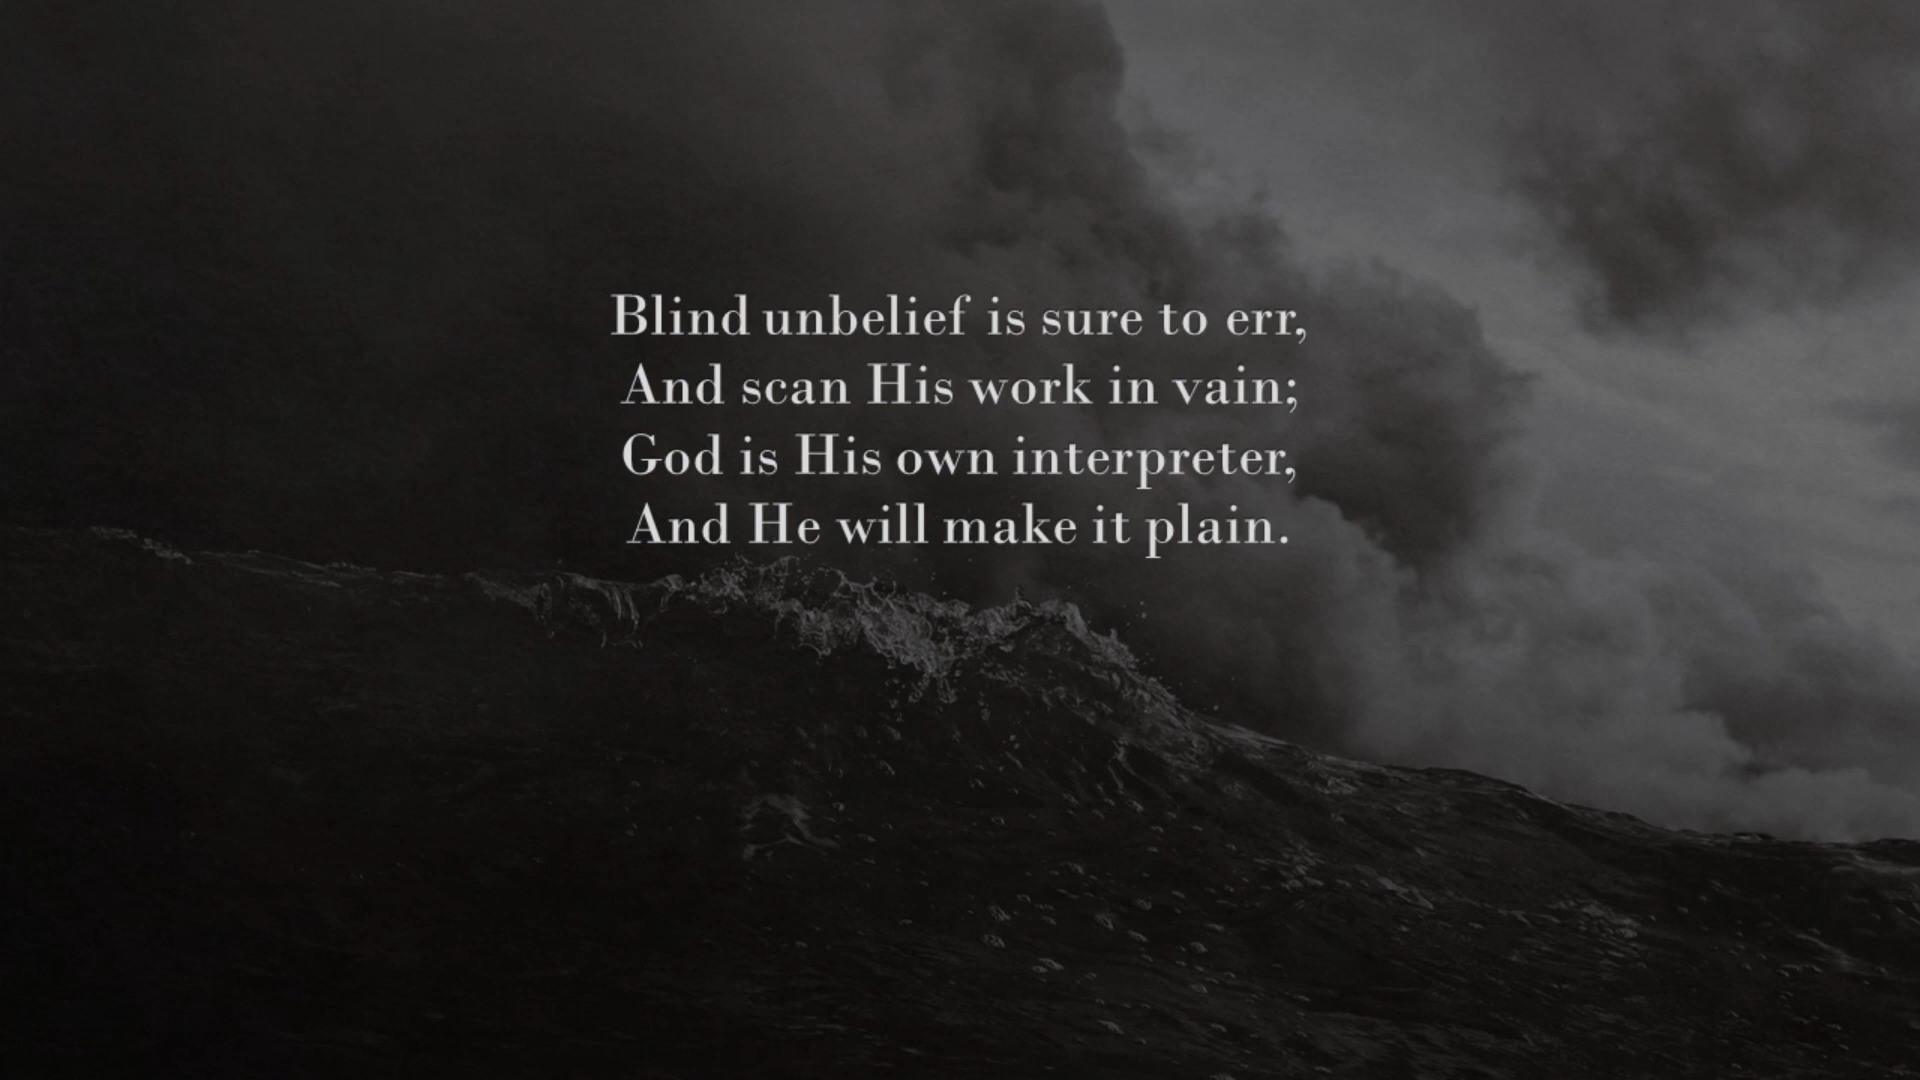 Blind unbelief is sure to err,
And scan His work in vain;
God is His own interpreter,
And He will make it plain.